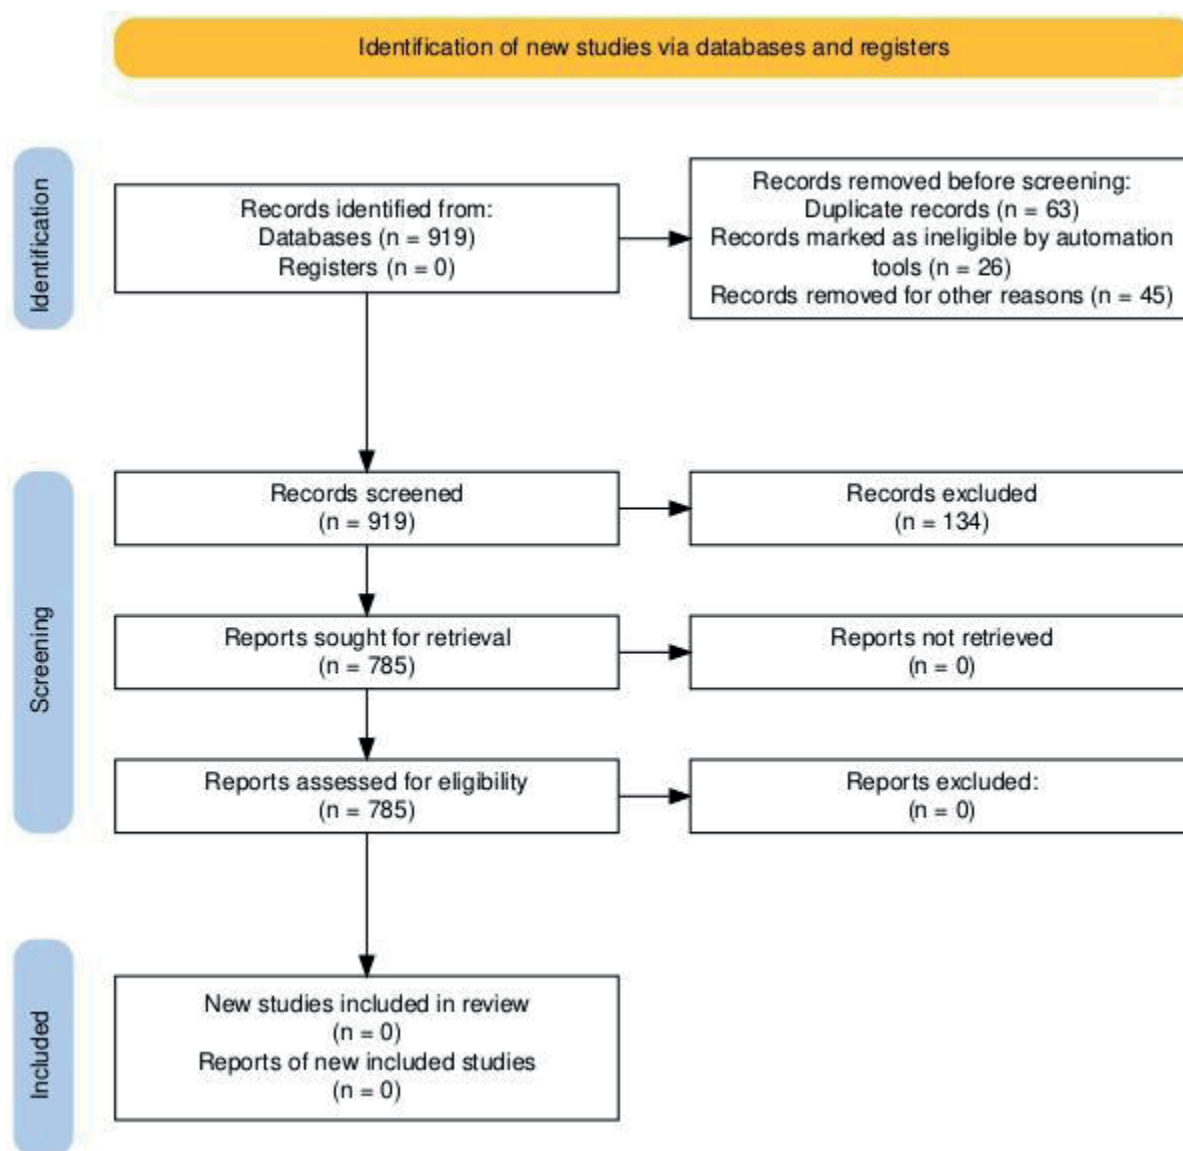 Identification of new studies via databases and registers
Identification
Records identified from:
Databases (n = 919)
Registers (n = 0)
Records removed before screening:
Duplicate records (n = 63)
Records marked as ineligible by automation
tools (n = 26)
Records removed for other reasons (n = 45)
Screening
Records screened
(n = 919)
Records excluded
(n = 134)
Reports sought for retrieval
(n = 785)
Reports not retrieved
(n = 0)
Reports assessed for eligibility
(n = 785)
Reports excluded:
(n = 0)
Included
New studies included in review
(n = 0)
Reports of new included studies
(n = 0)